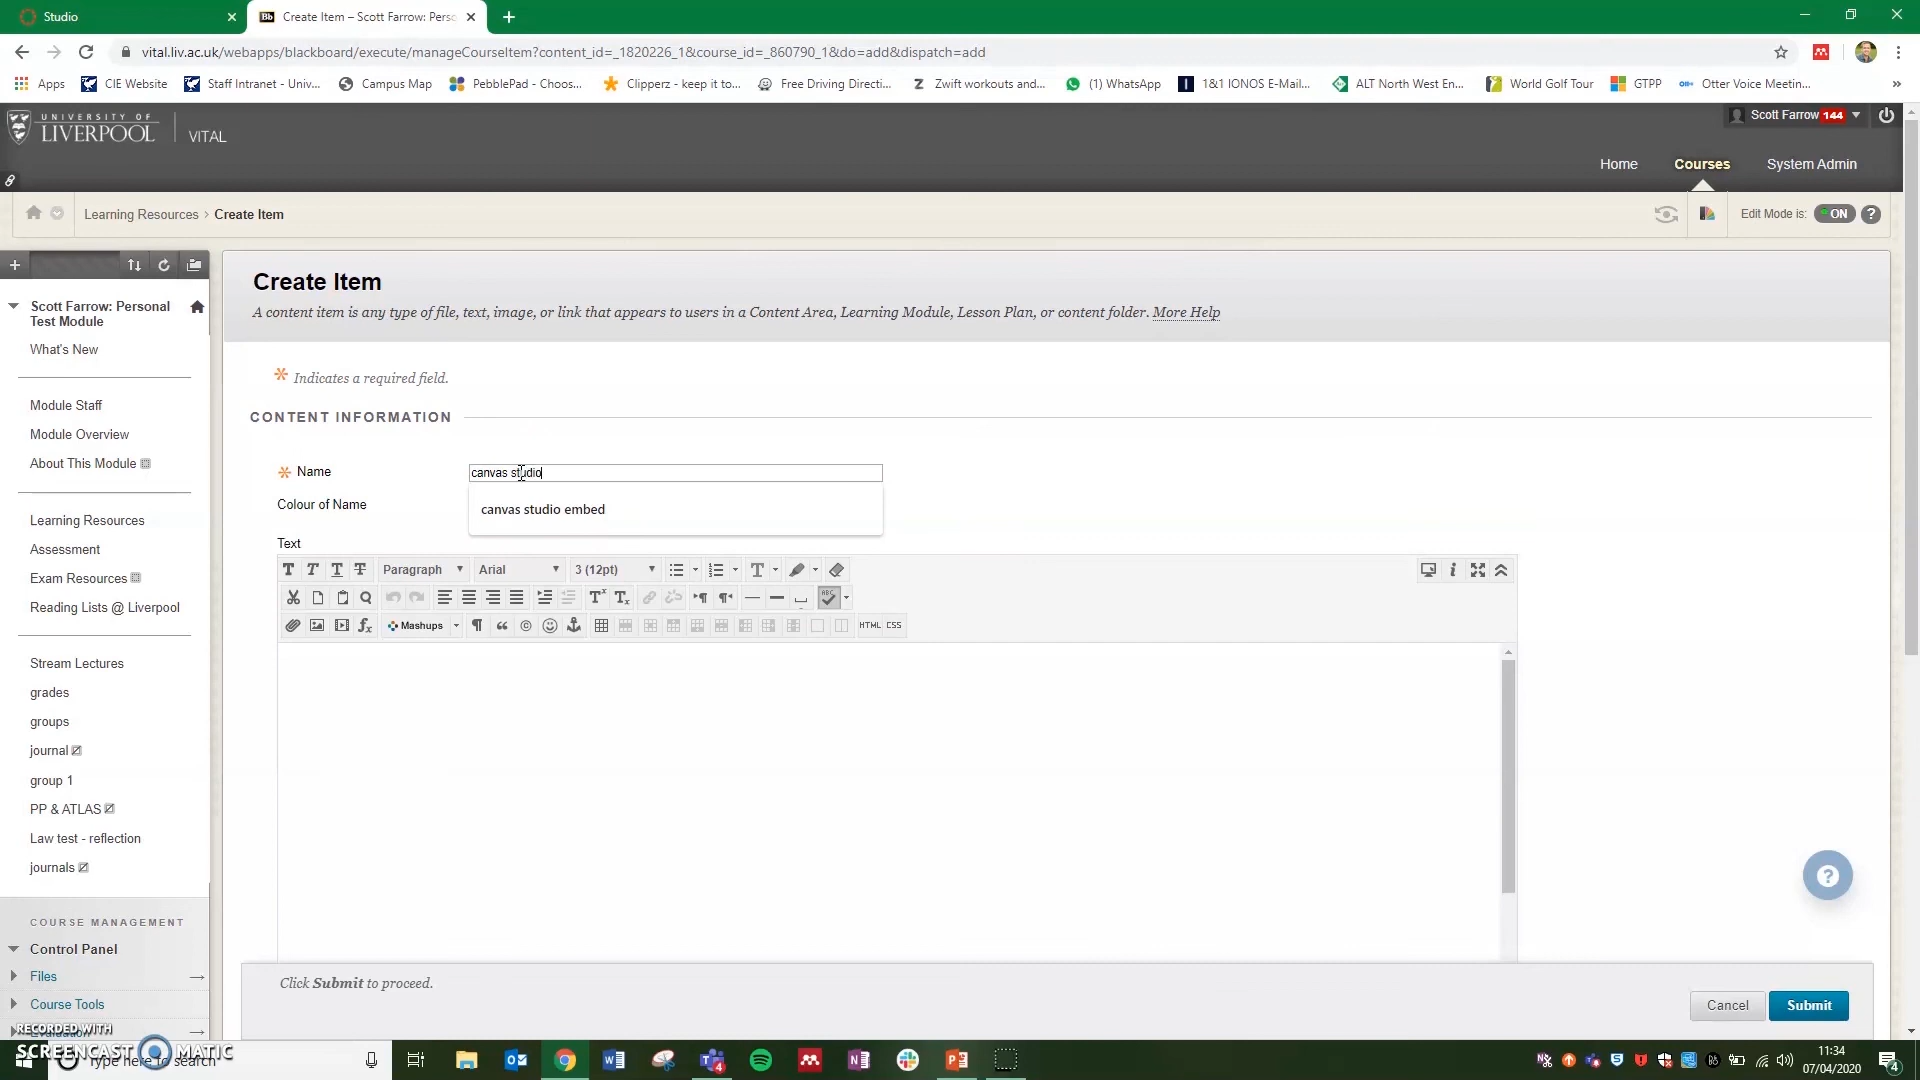 Studio
Create Item – Scott Farrow: Perso
vital.liv.ac.uk/webapps/blackboard/execute/manageCourseItem?content_id=_1820226_1&course_id=_860790_1&do=add&dispatch=add
Apps
CIE Website
Staff Intranet - Univ...
Campus Map
PebblePad - Choos...
Clipperz - keep it to...
Free Driving Directi...
Zwift workouts and...
(1) WhatsApp
1&1 IONOS E-Mail...
ALT North West En...
World Golf Tour
GTPP
Otter Voice Meetin...
UNIVERSITY OF
LIVERPOOL
VITAL
Scott Farrow 144
Home
Courses
System Admin
Learning Resources > Create Item
Edit Mode is: ON ?
Scott Farrow: Personal
Test Module
What's New
Module Staff
Module Overview
About This Module
Learning Resources
Assessment
Exam Resources
Reading Lists @ Liverpool
Stream Lectures
grades
groups
journal
group 1
PP & ATLAS
Law test - reflection
journals
COURSE MANAGEMENT
Control Panel
Files
Course Tools
Create Item
A content item is any type of file, text, image, or link that appears to users in a Content Area, Learning Module, Lesson Plan, or content folder. More Help
* Indicates a required field.
CONTENT INFORMATION
* Name
canvas studio
canvas studio embed
Colour of Name
Text
T T T T Paragraph Arial 3 (12pt)
Mashups
HTML CSS
Click Submit to proceed.
Cancel
Submit
RECORDED WITH
SCREENCAST MATIC
Type here to search
11:34
07/04/2020